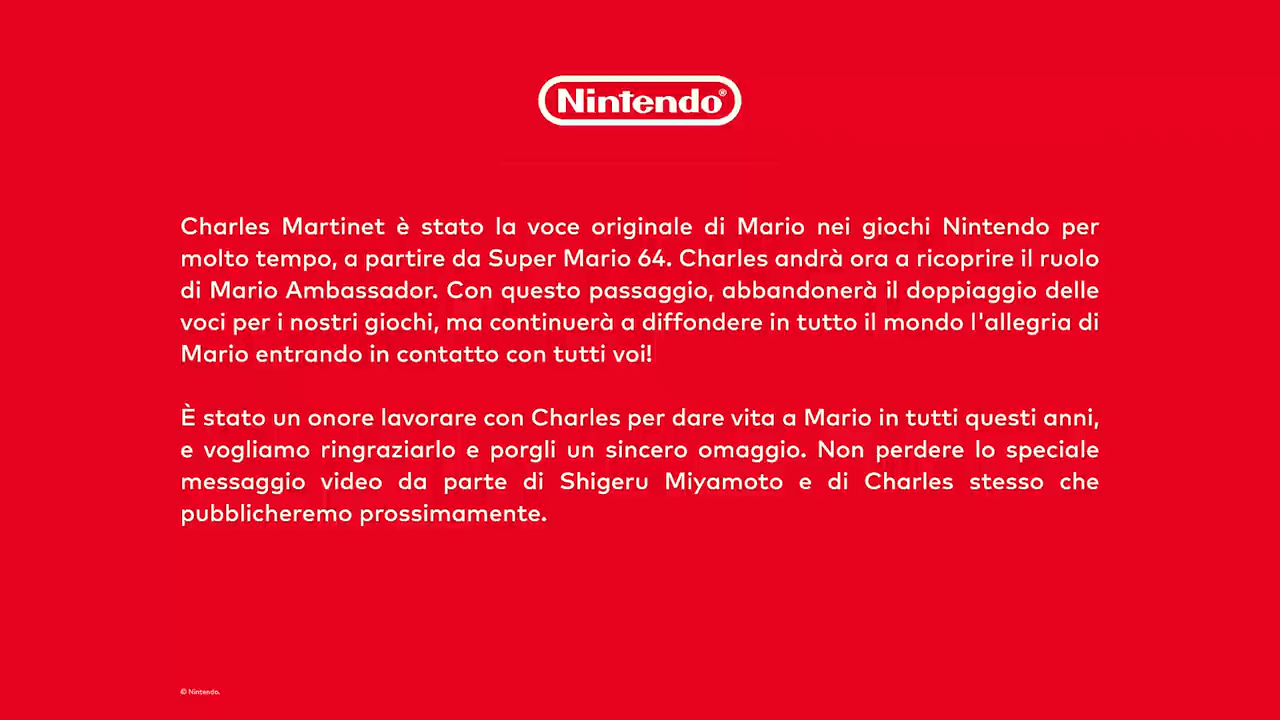 Nintendo®
Charles Martinet è stato la voce originale di Mario nei giochi Nintendo per
molto tempo, a partire da Super Mario 64. Charles andrà ora a ricoprire il ruolo
di Mario Ambassador. Con questo passaggio, abbandonerà il doppiaggio delle
voci per i nostri giochi, ma continuerà a diffondere in tutto il mondo l'allegria di
Mario entrando in contatto con tutti voi!
È stato un onore lavorare con Charles per dare vita a Mario in tutti questi anni,
e vogliamo ringraziarlo e porgli un sincero omaggio. Non perdere lo speciale
messaggio video da parte di Shigeru Miyamoto e di Charles stesso che
pubblicheremo prossimamente.
© Nintendo.